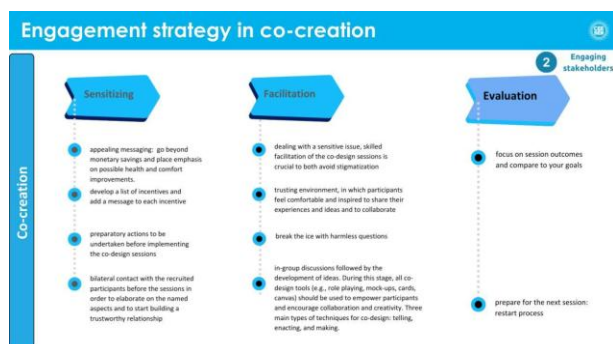 Engagement strategy in co-creation
2
Engaging
stakeholders
Co-creation
Sensitizing
appealing messaging: go beyond
monetary savings and place emphasis
on possible health and comfort
improvements.
develop a list of incentives and
add a message to each incentive
preparatory actions to be
undertaken before implementing
the co-design sessions
bilateral contact with the recruited
participants before the sessions in
order to elaborate on the named
aspects and to start building a
trustworthy relationship
Facilitation
dealing with a sensitive issue, skilled
facilitation of the co-design sessions is
crucial to both avoid stigmatization
trusting environment, in which participants
feel comfortable and inspired to share their
experiences and ideas and to collaborate
break the ice with harmless questions
in-group discussions followed by the
development of ideas. During this stage, all co-
design tools (e.g., role playing, mock-ups, cards,
canvas) should be used to empower participants
and encourage collaboration and creativity. Three
main types of techniques for co-design: telling,
enacting, and making.
Evaluation
focus on session outcomes
and compare to your goals
prepare for the next session:
restart process